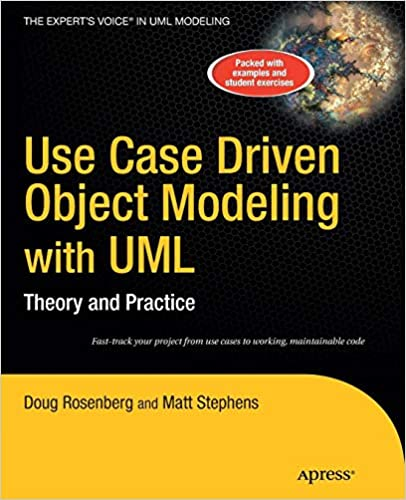 THE EXPERT'S VOICE® IN UML MODELING
Packed with
examples and
student exercises
Use Case Driven
Object Modeling
with UML
Theory and Practice
Fast-track your project from use cases to working, maintainable code
Doug Rosenberg and Matt Stephens
Apress®